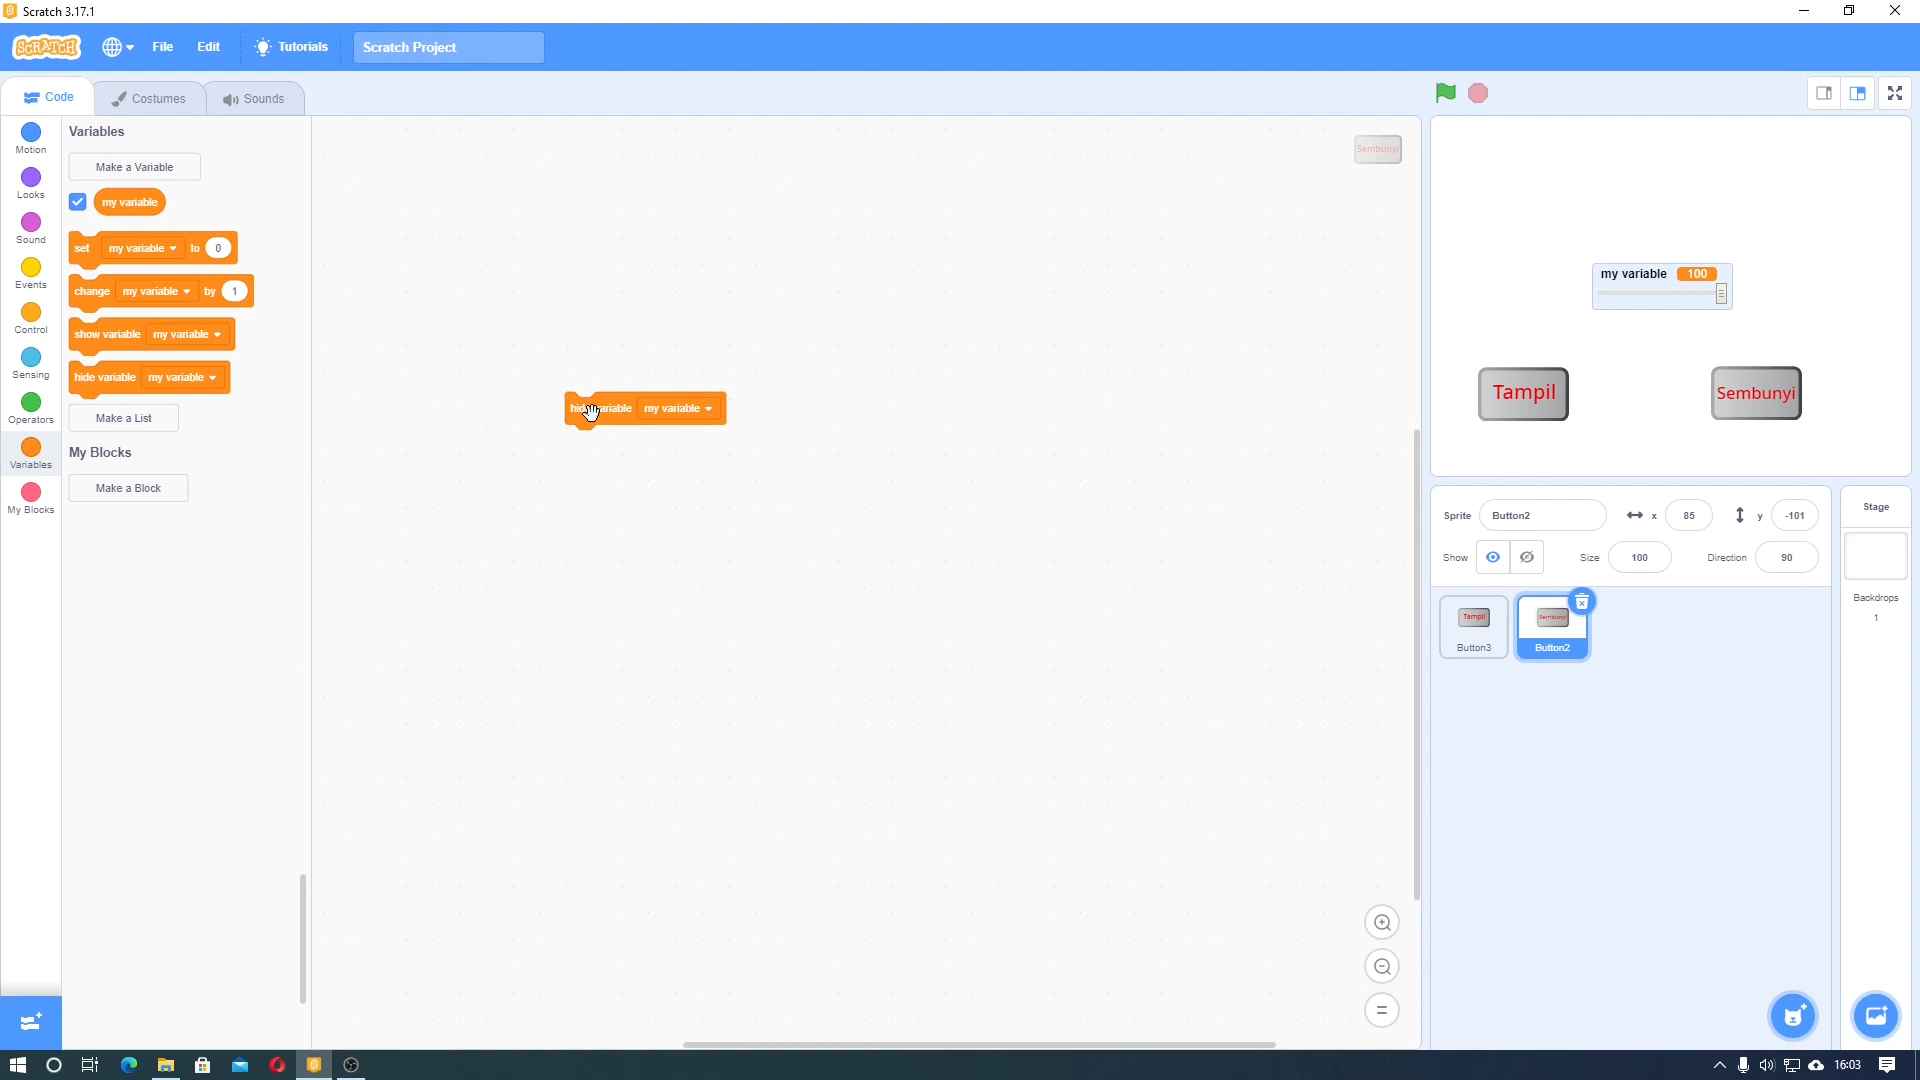 Scratch 3.17.1
SCRATCH
File
Edit
Tutorials
Scratch Project
Code
Costumes
Sounds
Motion
Looks
Sound
Events
Control
Sensing
Operators
Variables
My Blocks
Variables
Make a Variable
my variable
set my variable to 0
change my variable by 1
show variable my variable
hide variable my variable
Make a List
My Blocks
Make a Block
Sembunyi
hide variable my variable
my variable 100
Tampil
Sembunyi
Sprite Button2 x 85 y -101
Show Size 100 Direction 90
Tampil
Button3
Sembunyi
Button2
Stage
Backdrops
1
16:03